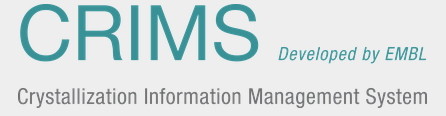 CRIMS Developed by EMBL
Crystallization Information Management System